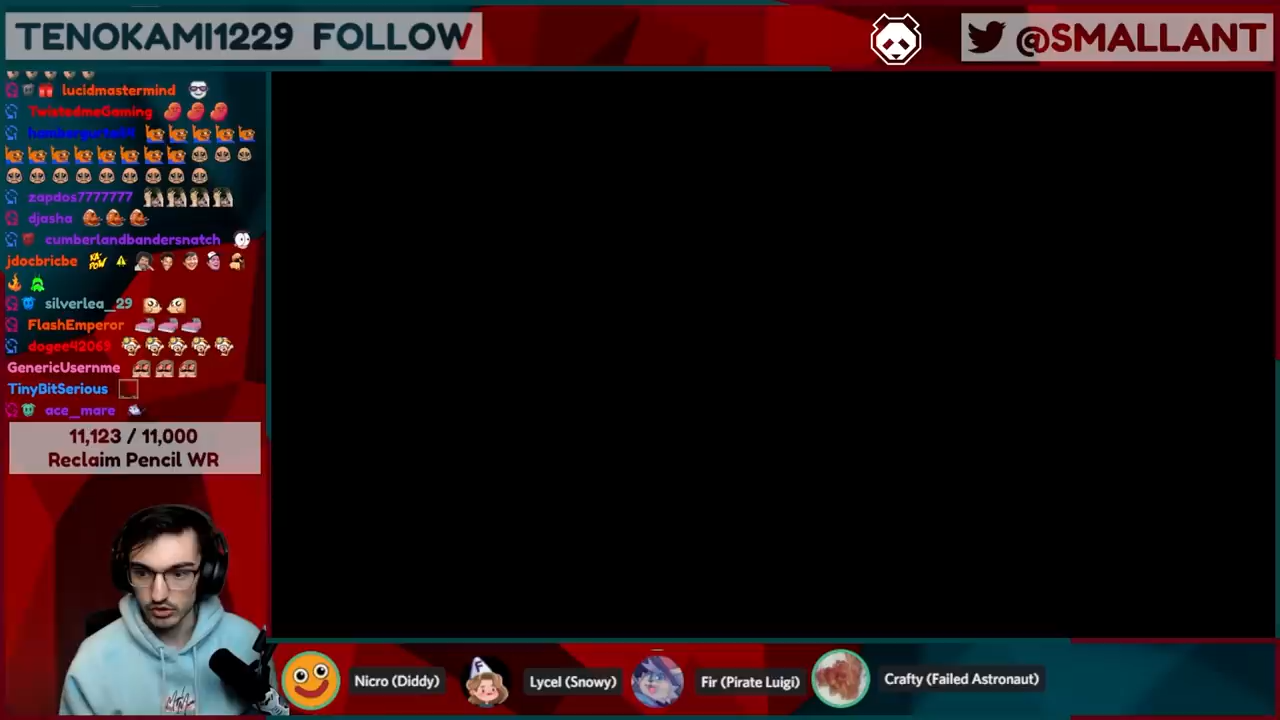 TENOKAMI1229 FOLLOW
@SMALLANT
lucidmastermind
TwistedmeGaming
zapdos7777777
djasha
cumberlandbandersnatch
jdocbricbe
silverlea_29
FlashEmperor
dogee42069
GenericUsernme
TinyBitSerious
ace_mare
11,123 / 11,000
Reclaim Pencil WR
Nicro (Diddy)
Lycel (Snowy)
Fir (Pirate Luigi)
Crafty (Failed Astronaut)